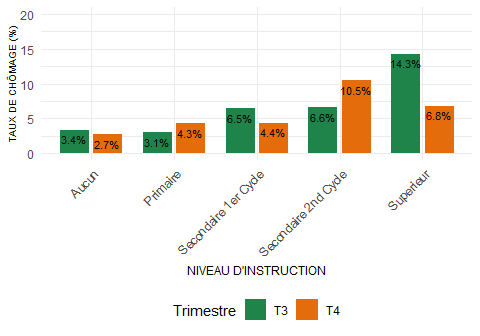 TAUX DE CHÔMAGE (%)
20
15
10
5
0
3.4%
2.7%
3.1%
4.3%
6.5%
4.4%
6.6%
10.5%
14.3%
6.8%
Aucun
Primaire
Secondaire 1er Cycle
Secondaire 2nd Cycle
Superieur
NIVEAU D'INSTRUCTION
Trimestre T3 T4